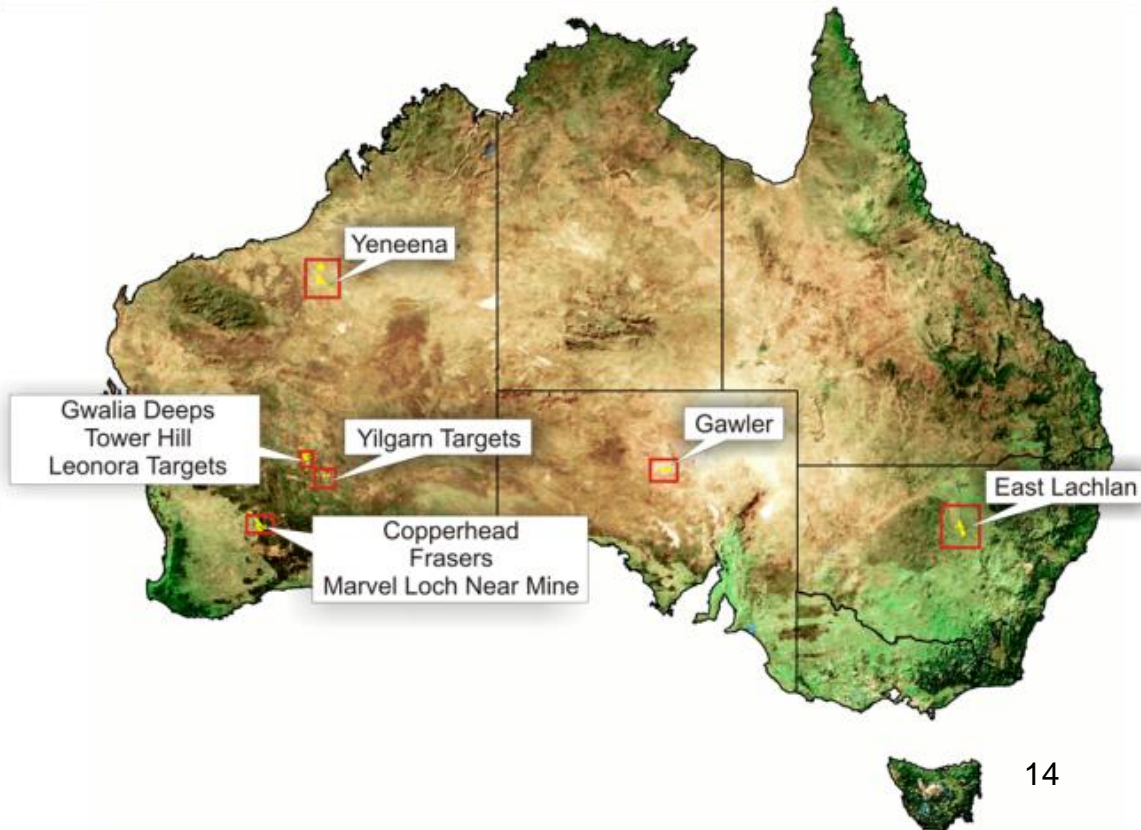 Yeneena
Gwalia Deeps
Tower Hill
Leonora Targets
Yilgarn Targets
Gawler
East Lachlan
Copperhead
Frasers
Marvel Loch Near Mine
14